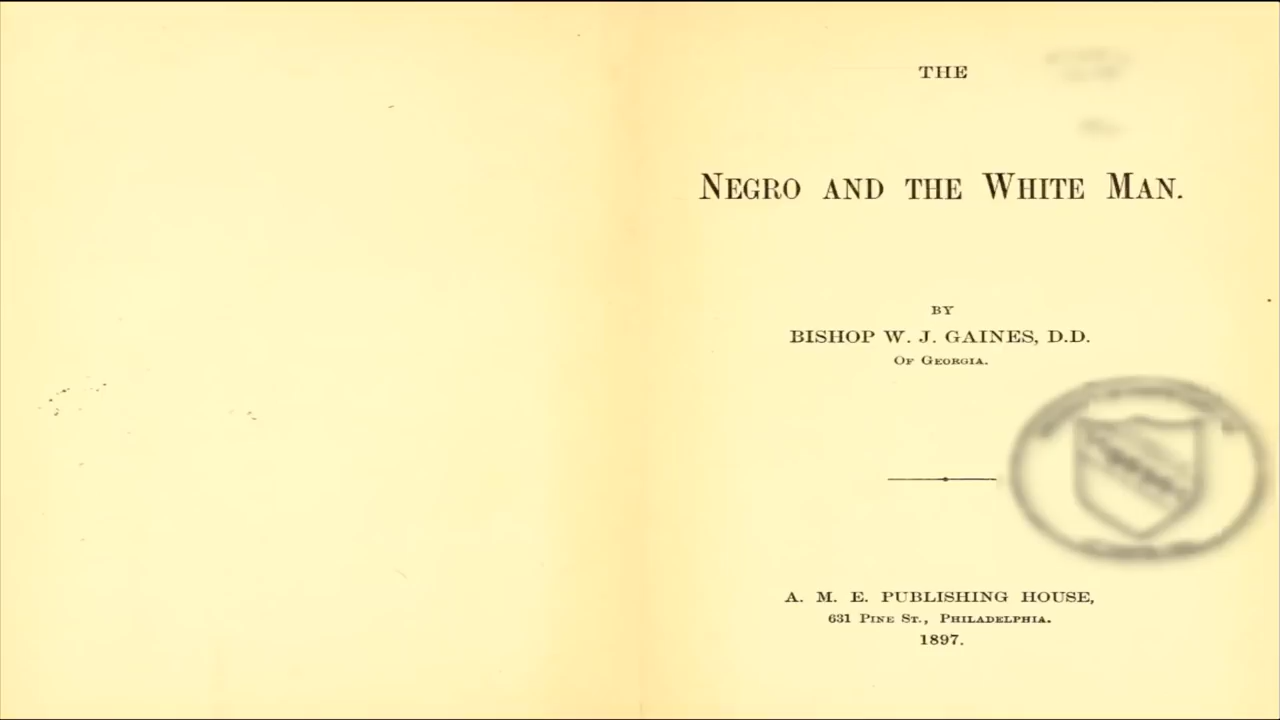 THE
NEGRO AND THE WHITE MAN.
BY
BISHOP W. J. GAINES, D.D.
OF GEORGIA.
A. M. E. PUBLISHING HOUSE,
631 PINE ST., PHILADELPHIA.
1897.